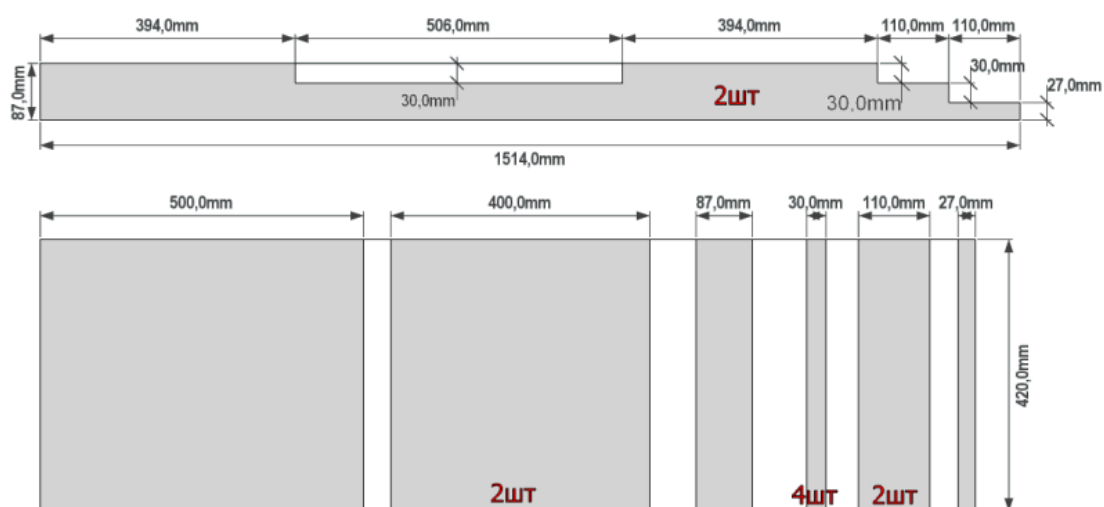 394,0mm 506,0mm 394,0mm 110,0mm 110,0mm
87,0mm 30,0mm 2шт 30,0mm 30,0mm 27,0mm
1514,0mm
500,0mm 400,0mm 87,0mm 30,0mm 110,0mm 27,0mm
420,0mm
2шт 4шт 2шт